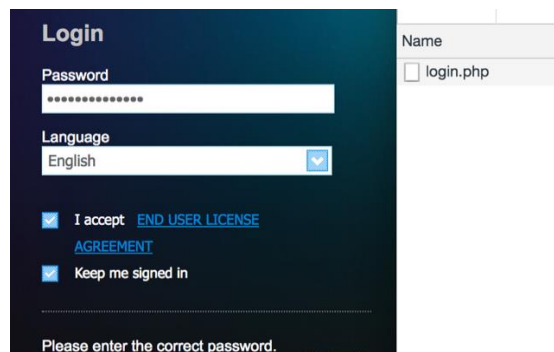 Login
Password
••••••••••••••
Language
English
I accept END USER LICENSE
AGREEMENT
Keep me signed in
Please enter the correct password.
Name
login.php